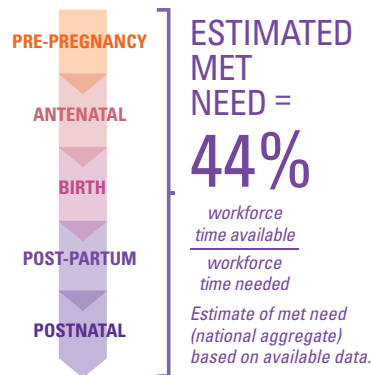 PRE-PREGNANCY
ANTENATAL
BIRTH
POST-PARTUM
POSTNATAL
ESTIMATED
MET
NEED =
44%
workforce
time available
workforce
time needed
Estimate of met need
(national aggregate)
based on available data.